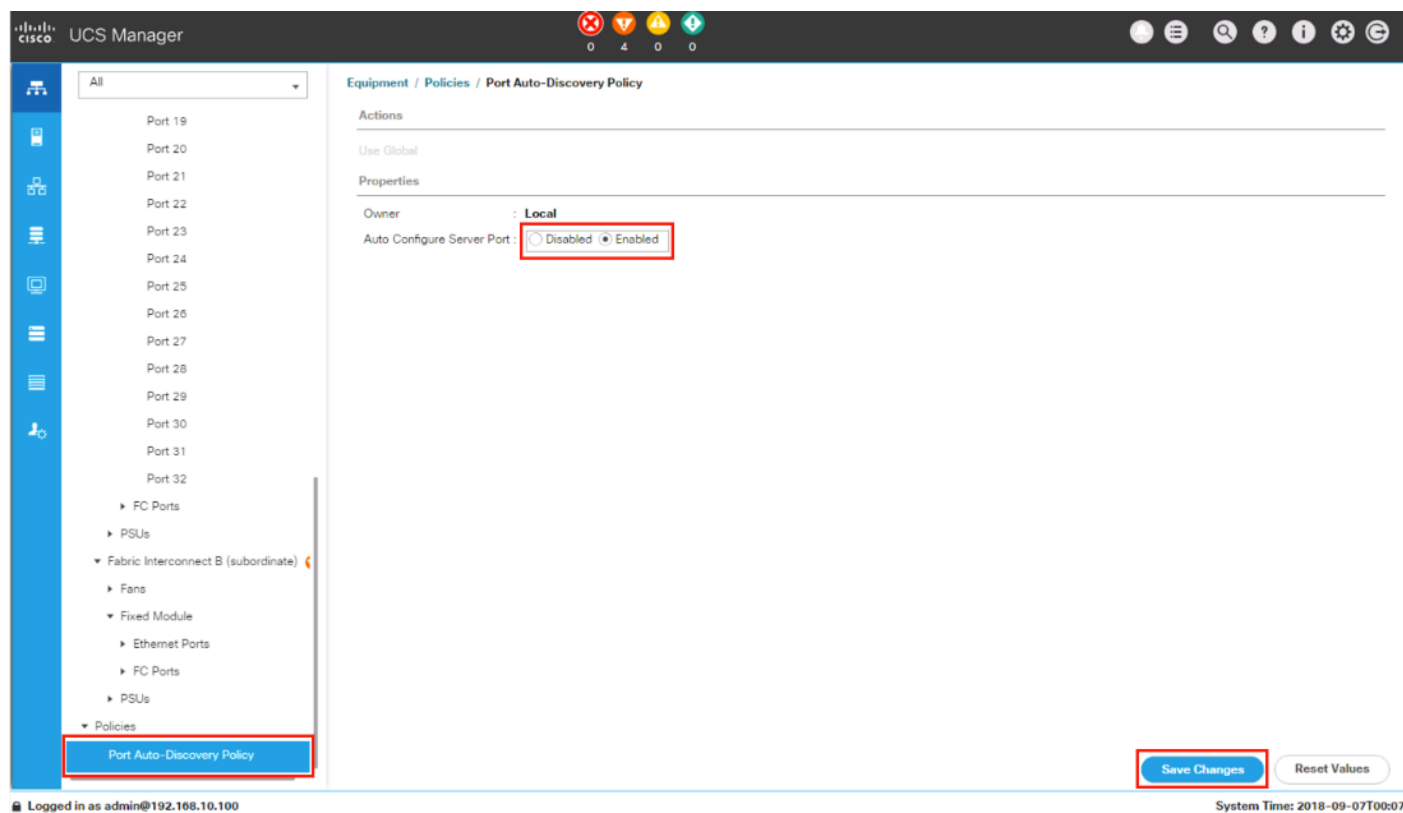 cisco UCS Manager
0 4 0 0
All
Port 19
Port 20
Port 21
Port 22
Port 23
Port 24
Port 25
Port 26
Port 27
Port 28
Port 29
Port 30
Port 31
Port 32
FC Ports
PSUs
Fabric Interconnect B (subordinate)
Fans
Fixed Module
Ethernet Ports
FC Ports
PSUs
Policies
Port Auto-Discovery Policy
Equipment / Policies / Port Auto-Discovery Policy
Actions
Use Global
Properties
Owner : Local
Auto Configure Server Port : Disabled Enabled
Save Changes Reset Values
Logged in as admin@192.168.10.100
System Time: 2018-09-07T00:07